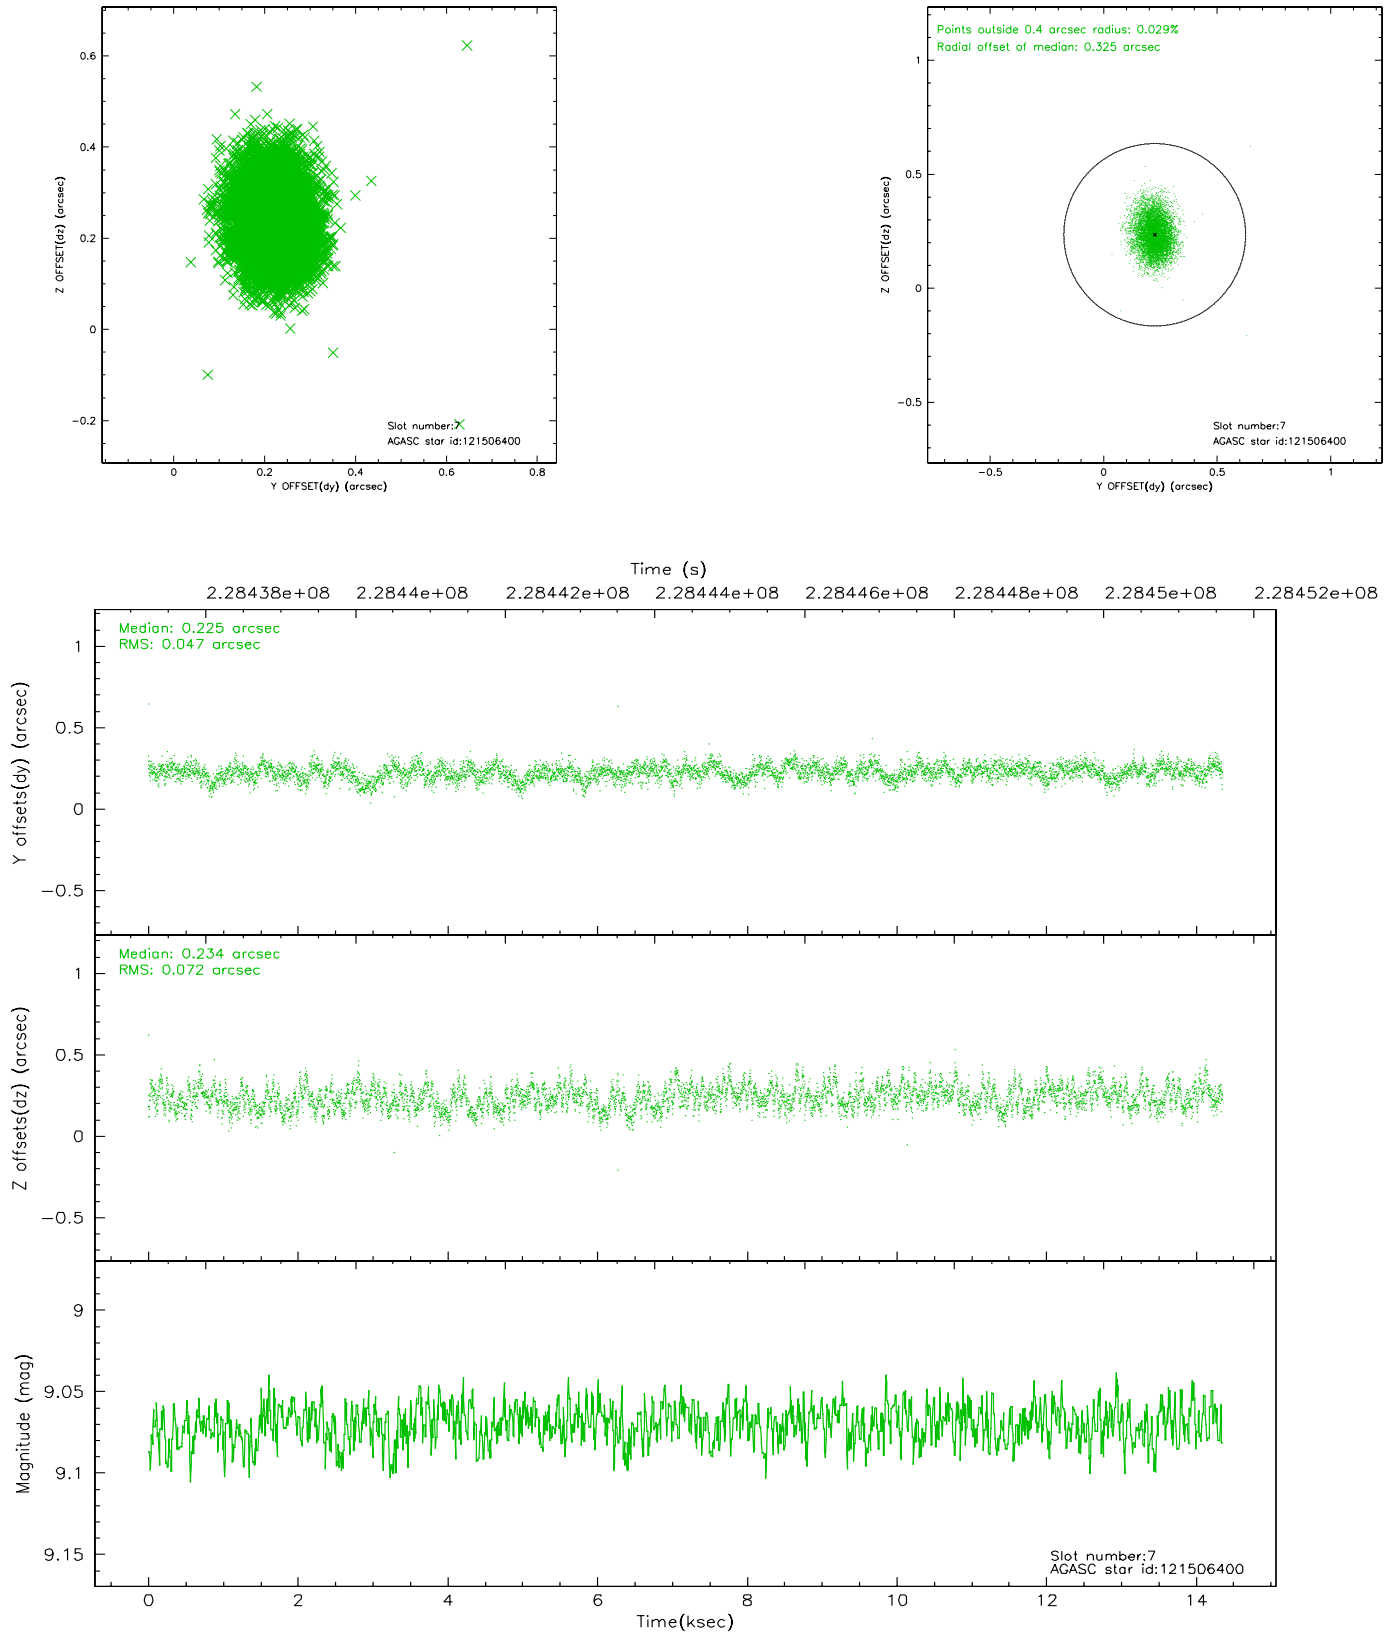 0.6
0.4
0.2
0
−0.2
Z OFFSET(dz) (arcsec)
0
0.2
0.4
0.6
0.8
Y OFFSET(dy) (arcsec)
Slot number:7
AGASC star id:121506400
Points outside 0.4 arcsec radius: 0.029%
Radial offset of median: 0.325 arcsec
1
0.5
0
−0.5
Z OFFSET(dz) (arcsec)
−0.5
0
0.5
1
Y OFFSET(dy) (arcsec)
Slot number:7
AGASC star id:121506400
Time (s)
2.28438e+08 2.2844e+08 2.28442e+08 2.28444e+08 2.28446e+08 2.28448e+08 2.2845e+08 2.28452e+08
Median: 0.225 arcsec
RMS: 0.047 arcsec
1
0.5
0
−0.5
Y offsets(dy) (arcsec)
Median: 0.234 arcsec
RMS: 0.072 arcsec
1
0.5
0
−0.5
Z offsets(dz) (arcsec)
9
9.05
9.1
9.15
Magnitude (mag)
Slot number:7
AGASC star id:121506400
0 2 4 6 8 10 12 14
Time(ksec)